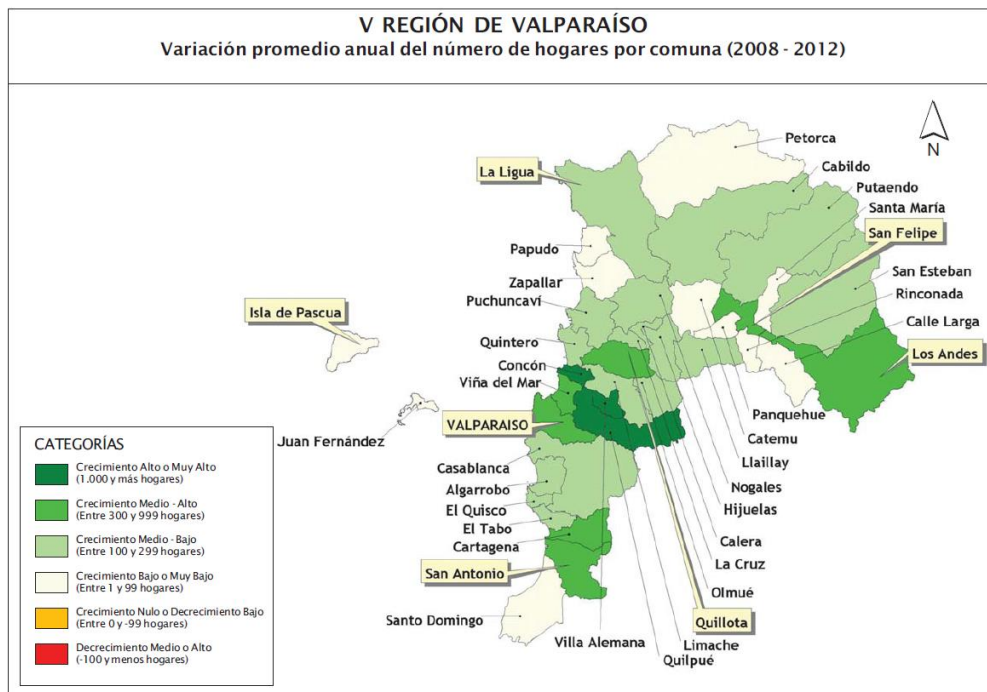 V REGIÓN DE VALPARAÍSO
Variación promedio anual del número de hogares por comuna (2008 - 2012)
N
Petorca
La Ligua
Cabildo
Putaendo
Santa María
San Felipe
Papudo
San Esteban
Zapallar
Rinconada
Puchuncaví
Isla de Pascua
Calle Larga
Quintero
Los Andes
Concón
Viña del Mar
Panquehue
VALPARAISO
Catemu
Juan Fernández
Llaillay
Casablanca
Nogales
Algarrobo
Hijuelas
El Quisco
El Tabo
Calera
Cartagena
La Cruz
San Antonio
Olmué
Santo Domingo
Quillota
Villa Alemana
Limache
Quilpué
CATEGORÍAS
Crecimiento Alto o Muy Alto
(1.000 y más hogares)
Crecimiento Medio - Alto
(Entre 300 y 999 hogares)
Crecimiento Medio - Bajo
(Entre 100 y 299 hogares)
Crecimiento Bajo o Muy Bajo
(Entre 1 y 99 hogares)
Crecimiento Nulo o Decrecimiento Bajo
(Entre 0 y -99 hogares)
Decrecimiento Medio o Alto
(-100 y menos hogares)